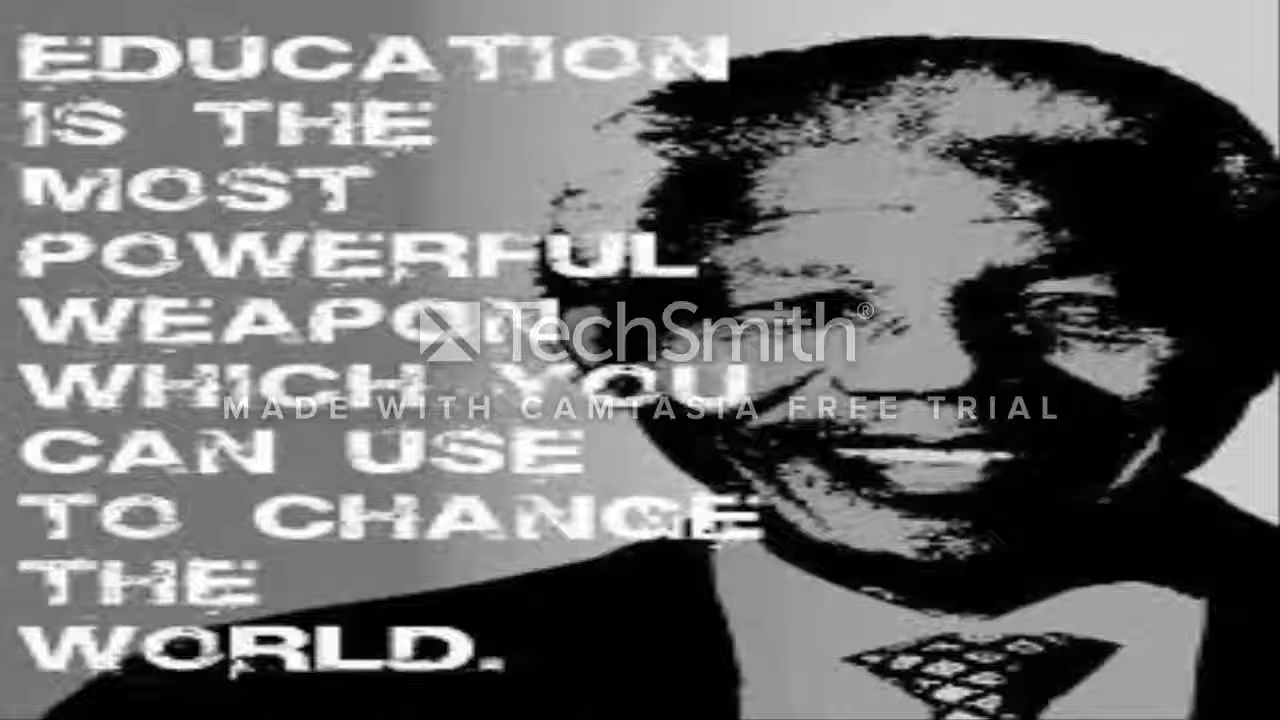 EDUCATION
IS THE
MOST
POWERFUL
WEAPON
WHICH YOU
CAN USE
TO CHANGE
THE
WORLD.
TechSmith®
MADE WITH CAMTASIA FREE TRIAL